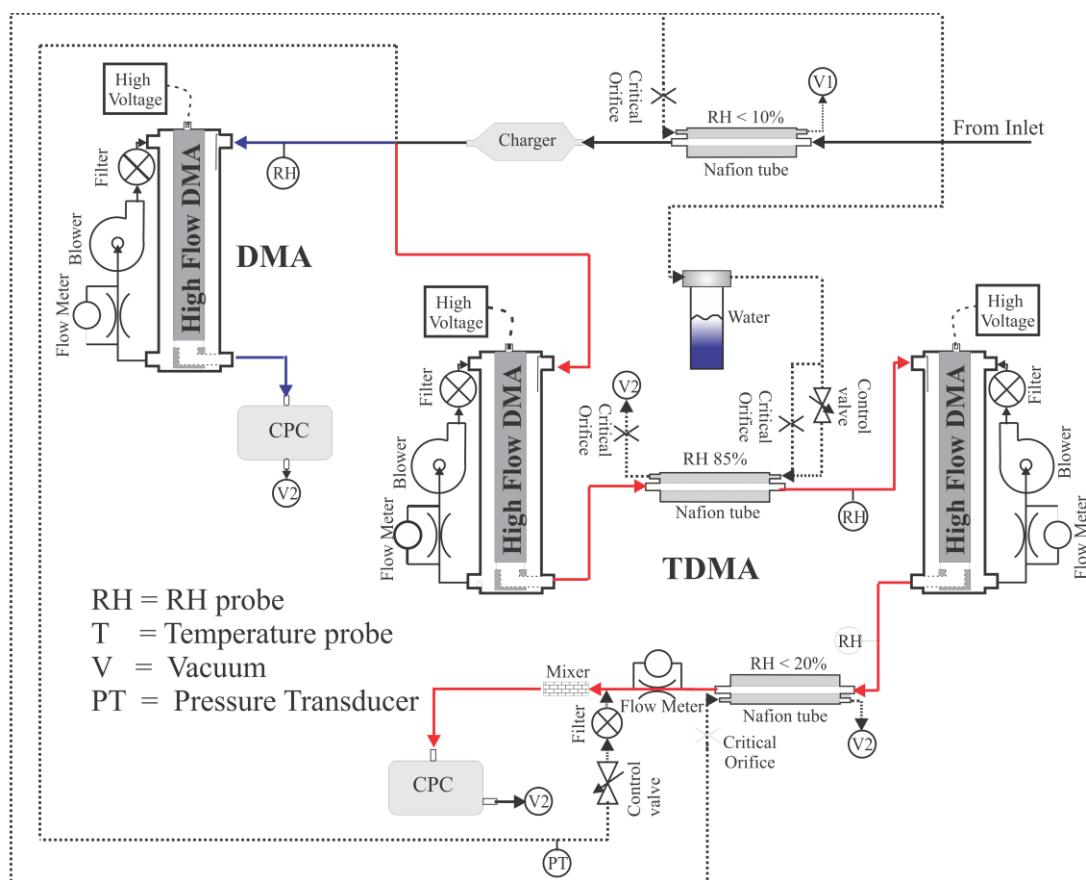 High
Voltage
Critical
Orifice
V1
RH < 10%
From Inlet
Charger
Nafion tube
Filter
RH
High Flow DMA
Blower
DMA
Flow Meter
High
Voltage
High
Voltage
Water
CPC
V2
Filter
High Flow DMA
V2
Critical
Orifice
Critical
Orifice
Control
valve
High Flow DMA
Filter
Blower
RH 85%
Blower
Nafion tube
RH
Flow Meter
TDMA
Flow Meter
RH = RH probe
T = Temperature probe
V = Vacuum
PT = Pressure Transducer
RH
RH < 20%
Mixer
Flow Meter
Nafion tube
Filter
V2
Critical
Orifice
CPC
V2
Control
valve
PT